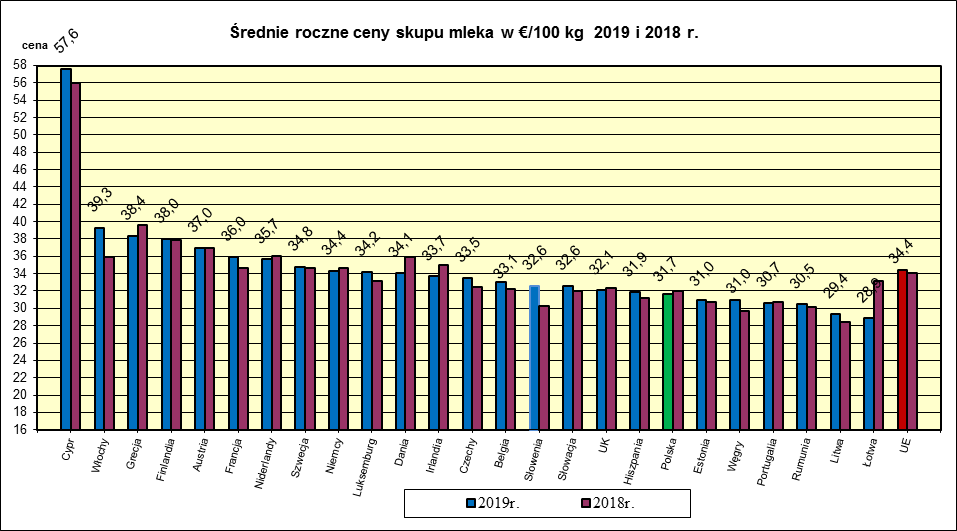 Średnie roczne ceny skupu mleka w €/100 kg 2019 i 2018 r.
cena
58
56
54
52
50
48
46
44
42
40
38
36
34
32
30
28
26
24
22
20
18
16
57,6
39,3
38,4
38,0
37,0
36,0
35,7
34,8
34,4
34,2
34,1
33,7
33,5
33,1
32,6
32,6
32,1
31,9
31,7
31,0
31,0
30,7
30,5
29,4
28,9
34,4
Cypr
Włochy
Grecja
Finlandia
Austria
Francja
Niderlandy
Szwecja
Niemcy
Luksemburg
Dania
Irlandia
Czechy
Belgia
Słowenia
Słowacja
UK
Hiszpania
Polska
Estonia
Węgry
Portugalia
Rumunia
Litwa
Łotwa
UE
2019r.
2018r.